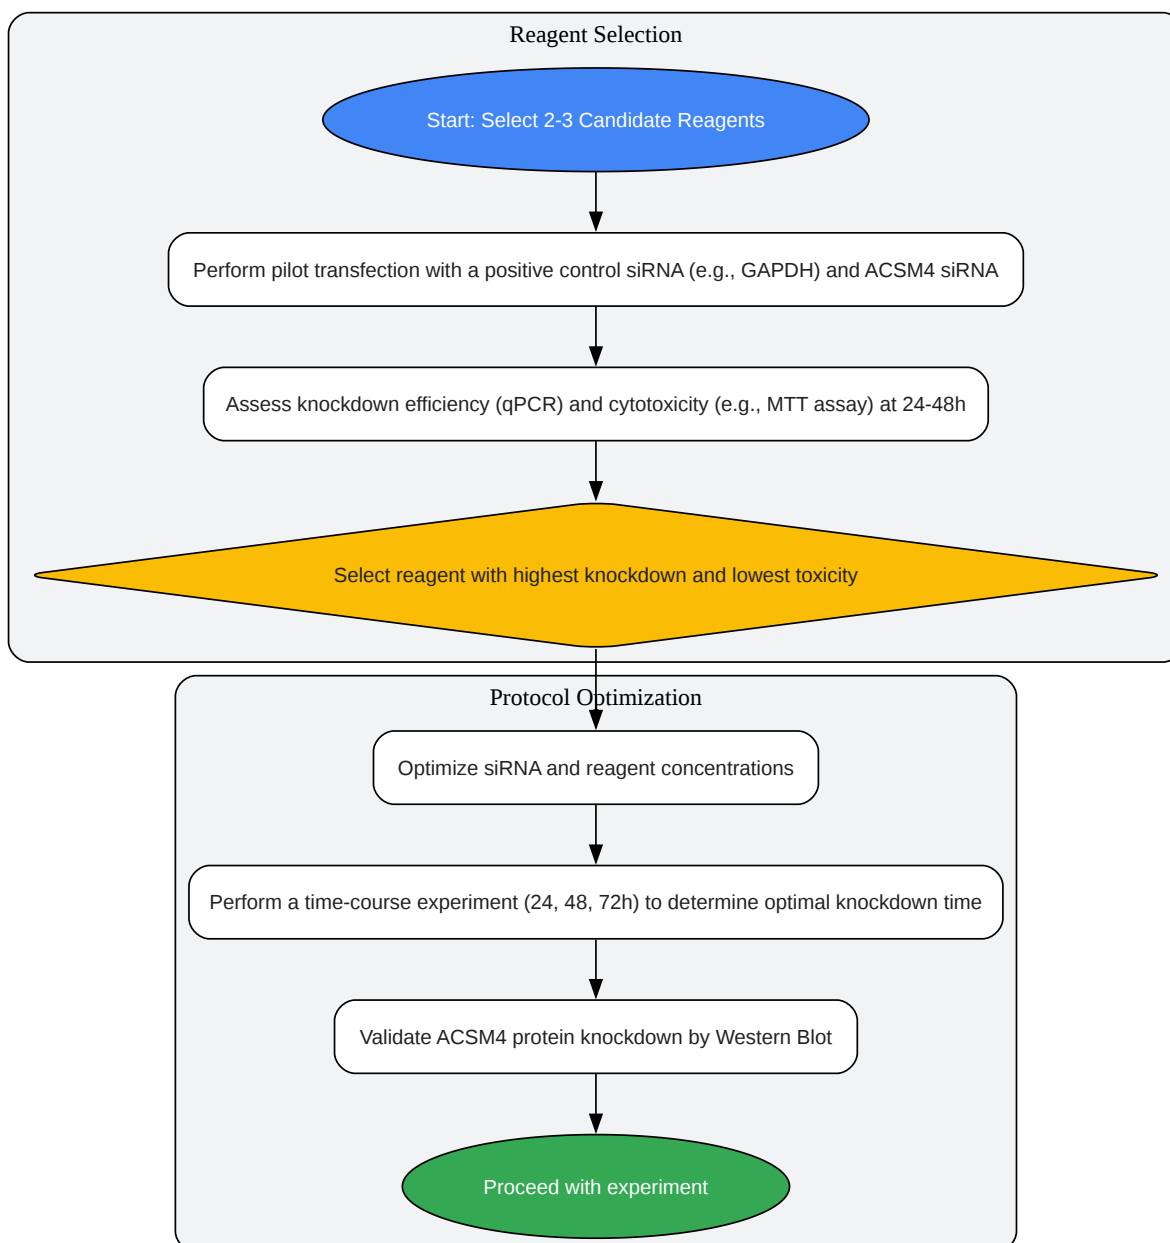 Reagent Selection
Start: Select 2-3 Candidate Reagents
Perform pilot transfection with a positive control siRNA (e.g., GAPDH) and ACSM4 siRNA
Assess knockdown efficiency (qPCR) and cytotoxicity (e.g., MTT assay) at 24-48h
Select reagent with highest knockdown and lowest toxicity
Protocol Optimization
Optimize siRNA and reagent concentrations
Perform a time-course experiment (24, 48, 72h) to determine optimal knockdown time
Validate ACSM4 protein knockdown by Western Blot
Proceed with experiment